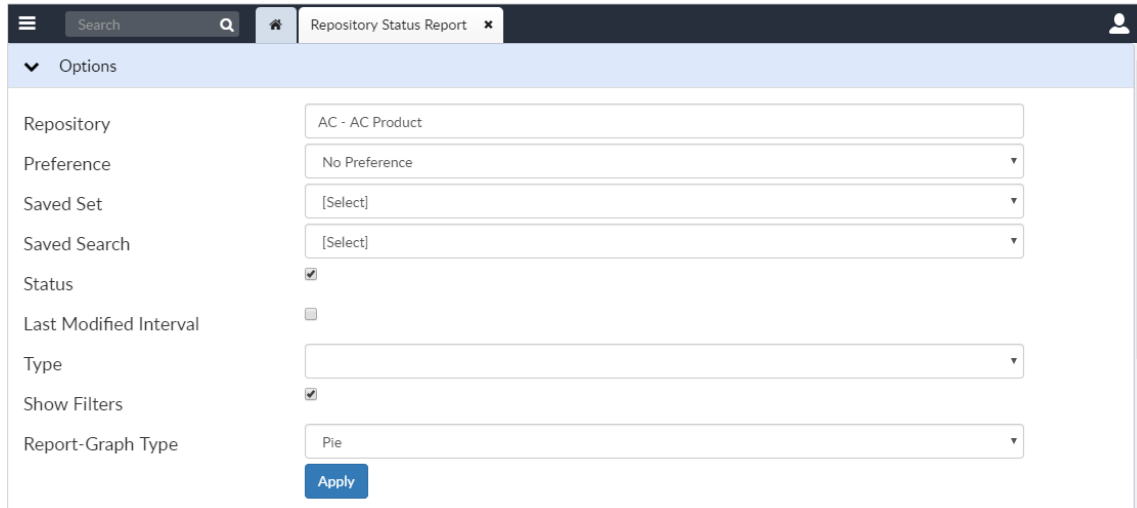 Search Repository Status Report ×
Options
Repository AC - AC Product
Preference No Preference
Saved Set [Select]
Saved Search [Select]
Status
Last Modified Interval
Type
Show Filters
Report-Graph Type Pie
Apply